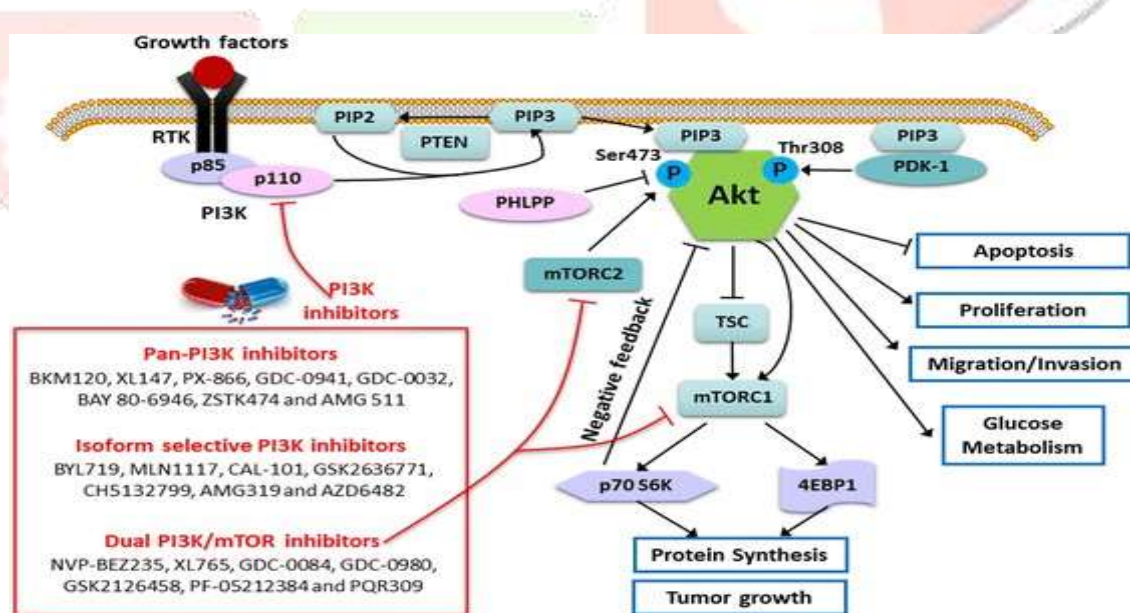 Growth factors
RTK
p85
p110
PI3K
PIP2
PTEN
PIP3
PIP3
PIP3
Ser473
Thr308
P
P
PDK-1
PHLPP
Akt
mTORC2
TSC
mTORC1
Negative feedback
p70 S6K
4EBP1
Protein Synthesis
Tumor growth
Apoptosis
Proliferation
Migration/Invasion
Glucose
Metabolism
PI3K
inhibitors
Pan-PI3K inhibitors
BKM120, XL147, PX-866, GDC-0941, GDC-0032,
BAY 80-6946, ZSTK474 and AMG 511
Isoform selective PI3K inhibitors
BYL719, MLN1117, CAL-101, GSK2636771,
CH5132799, AMG319 and AZD6482
Dual PI3K/mTOR inhibitors
NVP-BEZ235, XL765, GDC-0084, GDC-0980,
GSK2126458, PF-05212384 and PQR309